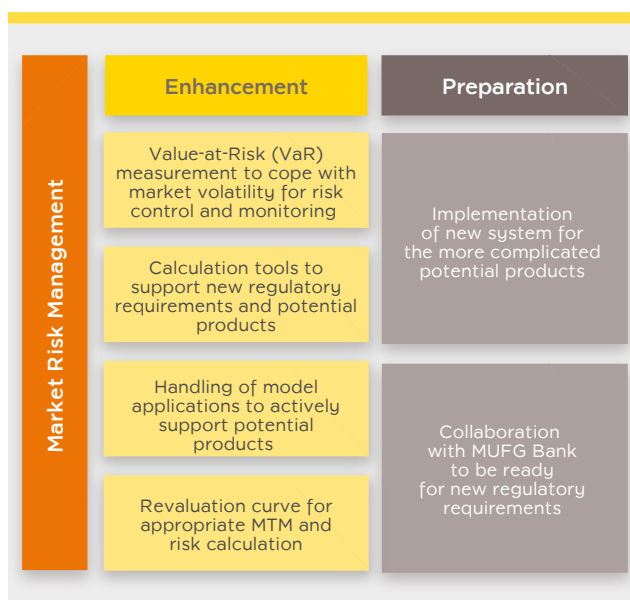 Market Risk Management
Enhancement
Value-at-Risk (VaR)
measurement to cope with
market volatility for risk
control and monitoring
Calculation tools to
support new regulatory
requirements and potential
products
Handling of model
applications to actively
support potential
products
Revaluation curve for
appropriate MTM and
risk calculation
Preparation
Implementation
of new system for
the more complicated
potential products
Collaboration
with MUFG Bank
to be ready
for new regulatory
requirements